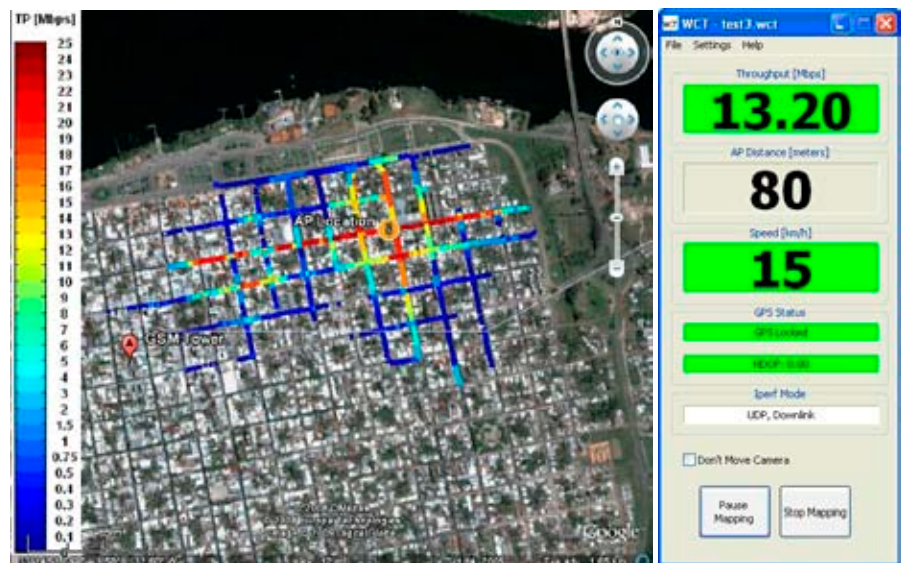 TP [Mbps]
25
24
23
22
21
20
19
18
17
16
15
14
13
12
11
10
9
8
7
6
5
4
3
2
1.5
1
0.75
0.5
0.4
0.3
0.2
0.1
0
AP Location
GSM Tower
Google
WCT - test3.wct
File Settings Help
Throughput [Mbps]
13.20
AP Distance [meters]
80
Speed [km/h]
15
GPS Status
GPS Locked
HDOP: 0.00
Iperf Mode
UDP, Downlink
Don't Move Camera
Pause
Mapping
Stop Mapping